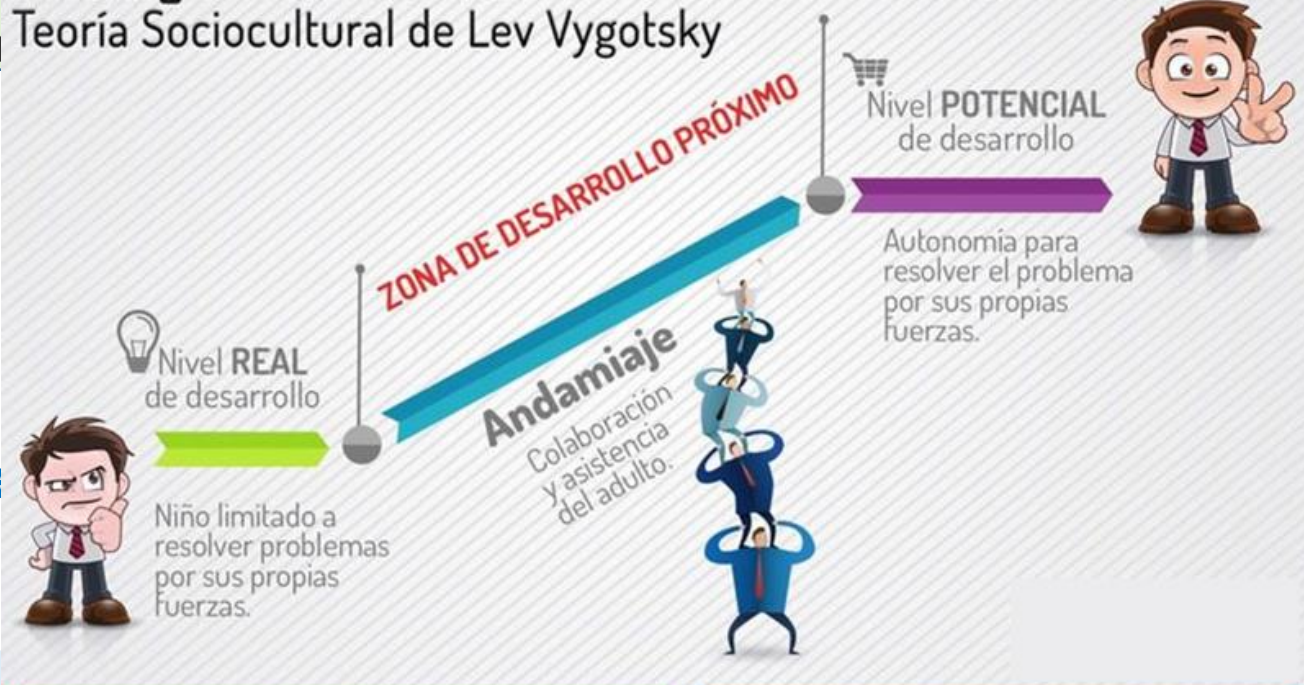 Teoría Sociocultural de Lev Vygotsky
ZONA DE DESARROLLO PRÓXIMO
Nivel POTENCIAL
de desarrollo
Autonomía para
resolver el problema
por sus propias
fuerzas.
Nivel REAL
de desarrollo
Niño limitado a
resolver problemas
por sus propias
fuerzas.
Andamiaje
Colaboración
y asistencia
del adulto.